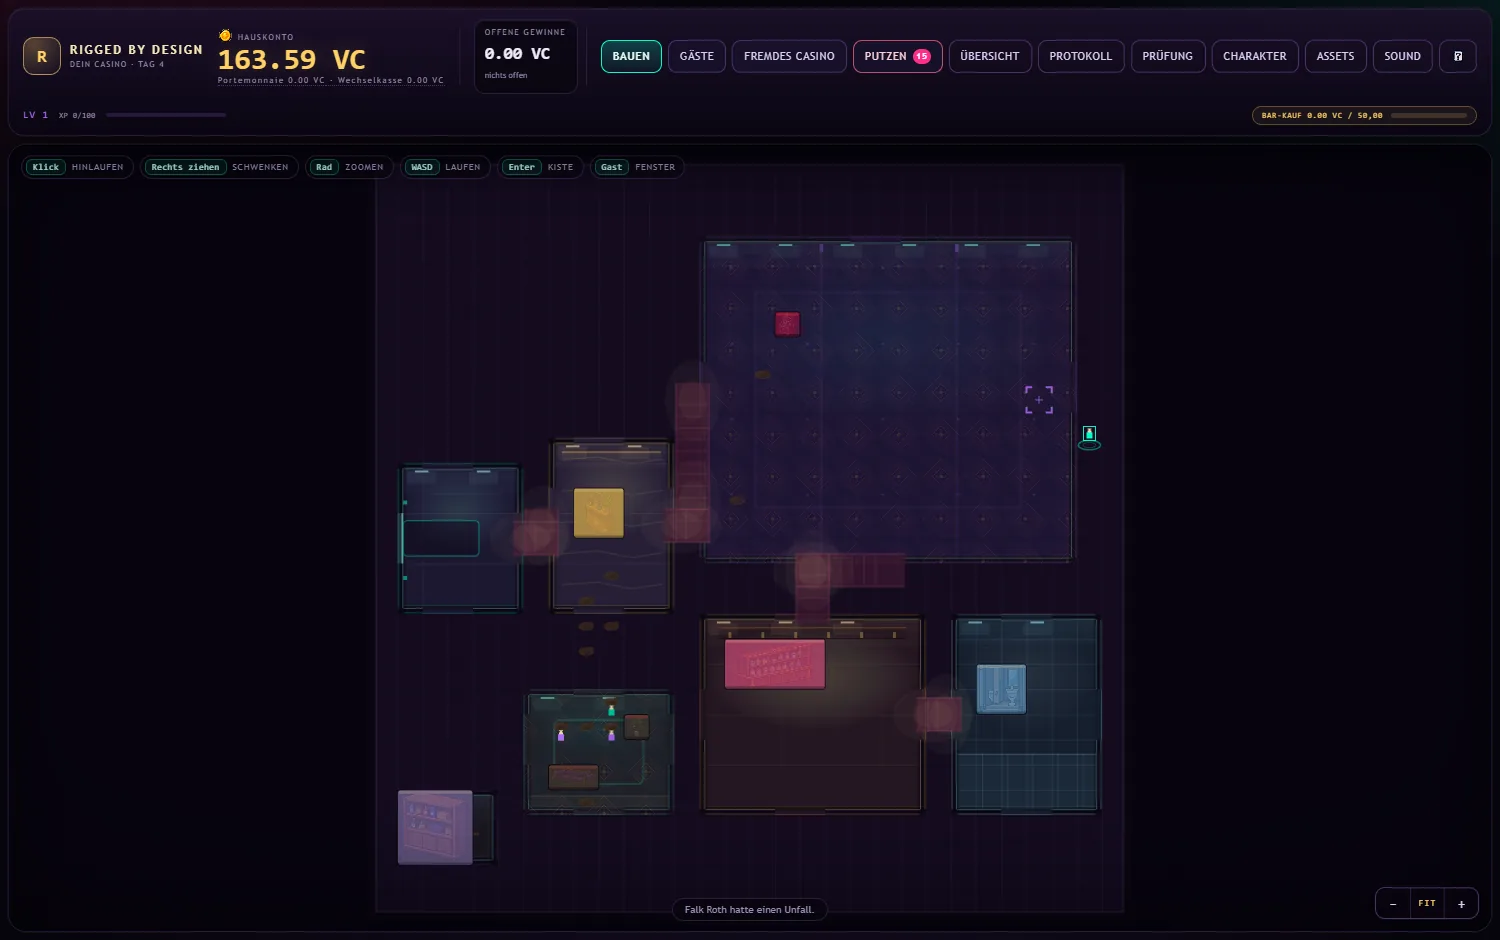 R
RIGGED BY DESIGN
DEIN CASINO · TAG 4
HAUSKONTO
163.59 VC
Portemonnaie 0.00 VC · Wechselkasse 0.00 VC
OFFENE GEWINNE
0.00 VC
nichts offen
BAUEN
GÄSTE
FREMDES CASINO
PUTZEN 15
ÜBERSICHT
PROTOKOLL
PRÜFUNG
CHARAKTER
ASSETS
SOUND
LV 1 XP 0/100
BAR-KAUF 0.00 VC / 50,00
Klick HINLAUFEN
Rechts ziehen SCHWENKEN
Rad ZOOMEN
WASD LAUFEN
Enter KISTE
Gast FENSTER
Falk Roth hatte einen Unfall.
− FIT +